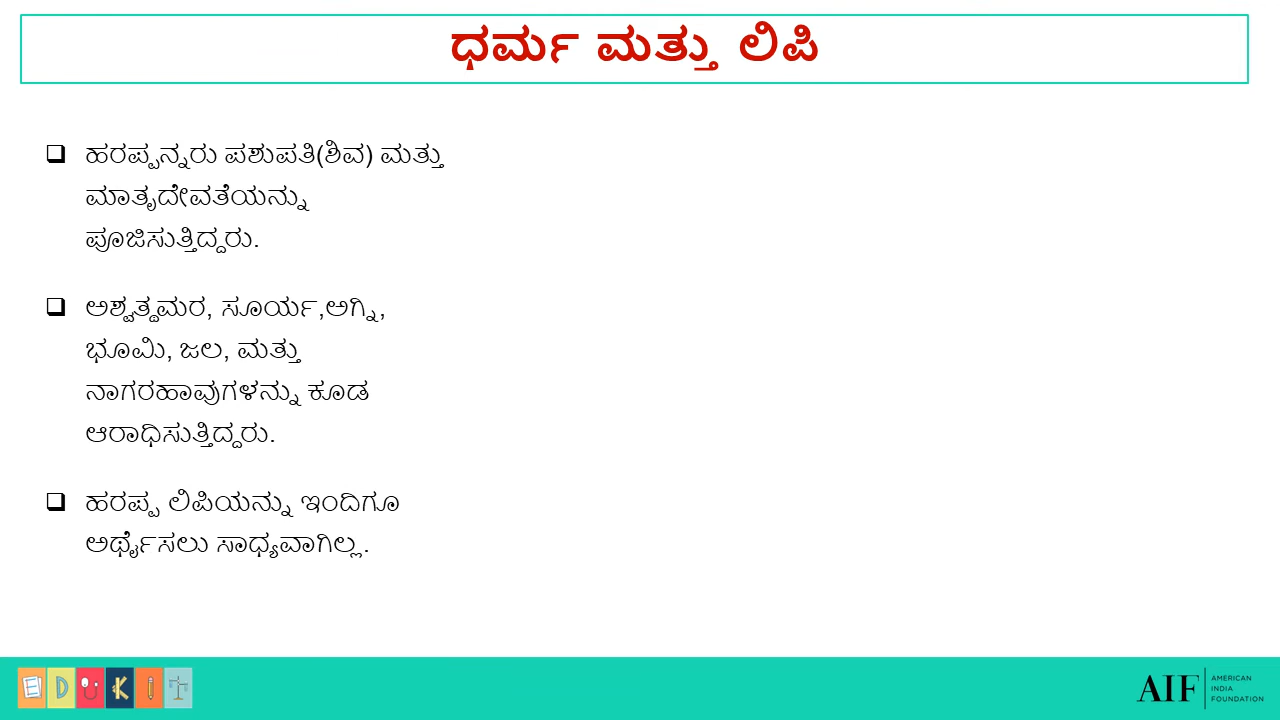 ಧರ್ಮ ಮತ್ತು ಲಿಪಿ
❑ ಹರಪ್ಪನ್ನರು ಪಶುಪತಿ(ಶಿವ) ಮತ್ತು
ಮಾತೃದೇವತೆಯನ್ನು
ಪೂಜಿಸುತ್ತಿದ್ದರು.
❑ ಅಶ್ವತ್ಥಮರ, ಸೂರ್ಯ,ಅಗ್ನಿ,
ಭೂಮಿ, ಜಲ, ಮತ್ತು
ನಾಗರಹಾವುಗಳನ್ನು ಕೂಡ
ಆರಾಧಿಸುತ್ತಿದ್ದರು.
❑ ಹರಪ್ಪ ಲಿಪಿಯನ್ನು ಇಂದಿಗೂ
ಅರ್ಥೈಸಲು ಸಾಧ್ಯವಾಗಿಲ್ಲ.
EDUKIT
AIF
AMERICAN
INDIA
FOUNDATION